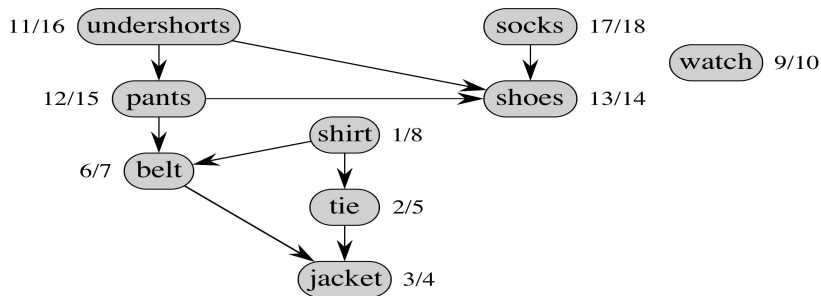 11/16 undershorts socks 17/18
watch 9/10
12/15 pants shoes 13/14
shirt 1/8
6/7 belt
tie 2/5
jacket 3/4